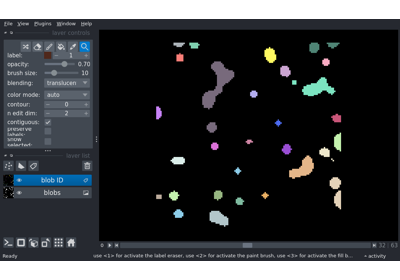 File View Plugins Window Help
layer controls
label: 1
opacity: 0.70
brush size: 10
blending: translucen
color mode: auto
contour: 0
n edit dim: 2
contiguous:
preserve
labels:
show
selected:
layer list
blob ID
blobs
32 63
Ready
use <1> for activate the label eraser, use <2> for activate the paint brush, use <3> for activate the fill b...
activity